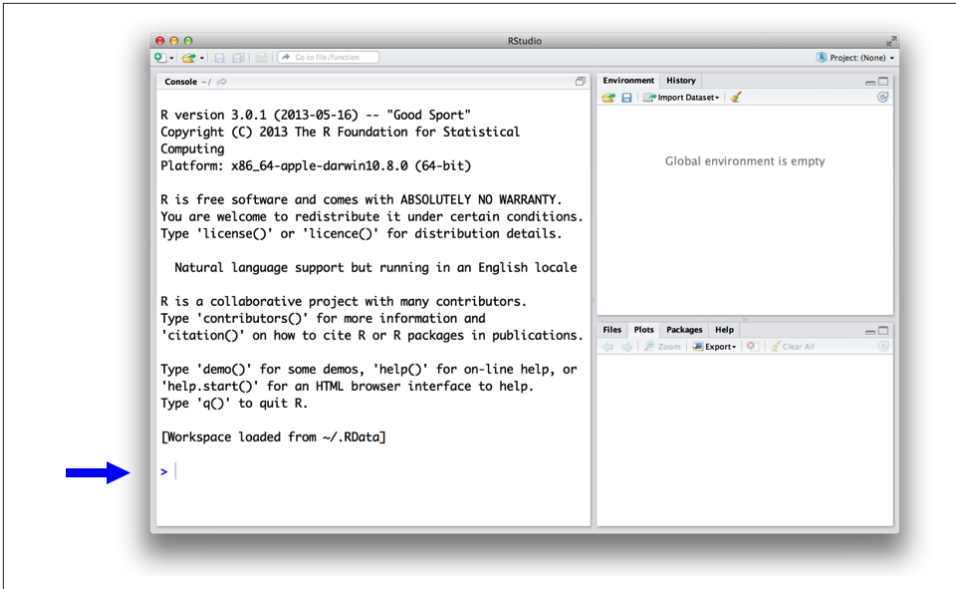 RStudio
Go to file/function
Project: (None)
Console ~/
R version 3.0.1 (2013-05-16) -- "Good Sport"
Copyright (C) 2013 The R Foundation for Statistical
Computing
Platform: x86_64-apple-darwin10.8.0 (64-bit)
R is free software and comes with ABSOLUTELY NO WARRANTY.
You are welcome to redistribute it under certain conditions.
Type 'license()' or 'licence()' for distribution details.
Natural language support but running in an English locale
R is a collaborative project with many contributors.
Type 'contributors()' for more information and
'citation()' on how to cite R or R packages in publications.
Type 'demo()' for some demos, 'help()' for on-line help, or
'help.start()' for an HTML browser interface to help.
Type 'q()' to quit R.
[Workspace loaded from ~/.RData]
>
Environment History
Import Dataset
Global environment is empty
Files Plots Packages Help
Zoom Export Clear All